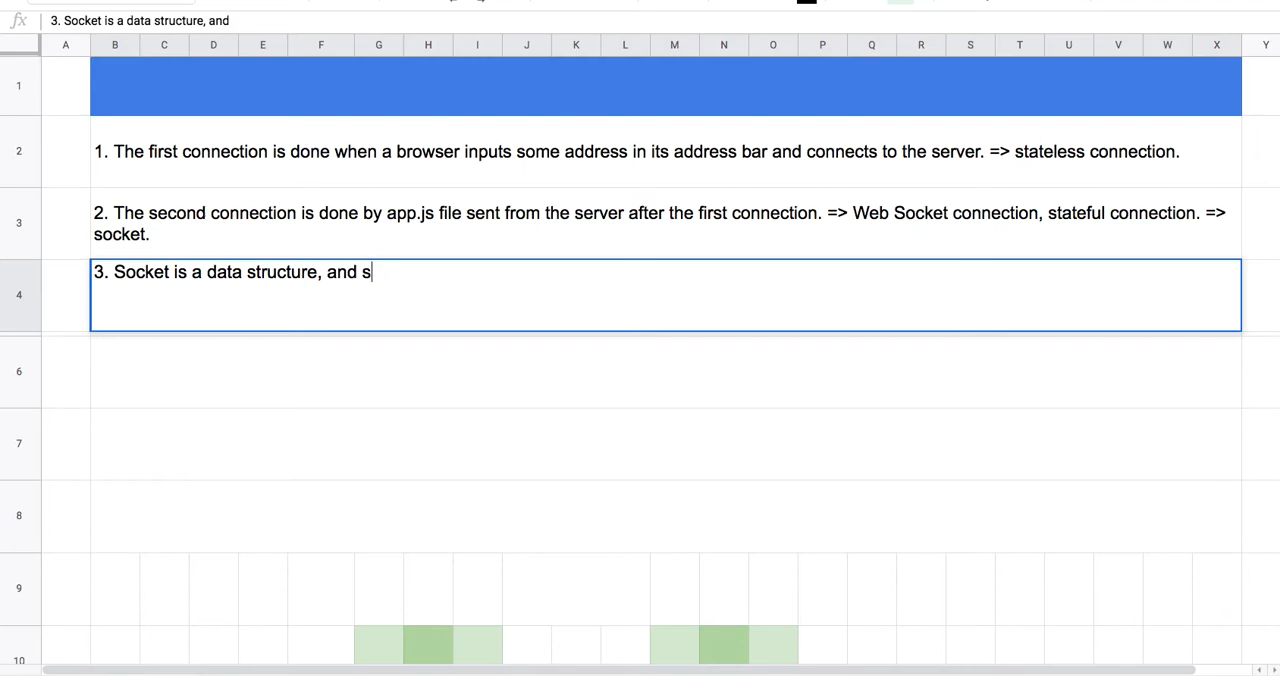 fx 3. Socket is a data structure, and
A B C D E F G H I J K L M N O P Q R S T U V W X Y
1
2 1. The first connection is done when a browser inputs some address in its address bar and connects to the server. => stateless connection.
3 2. The second connection is done by app.js file sent from the server after the first connection. => Web Socket connection, stateful connection. =>
socket.
4 3. Socket is a data structure, and s
6
7
8
9
10